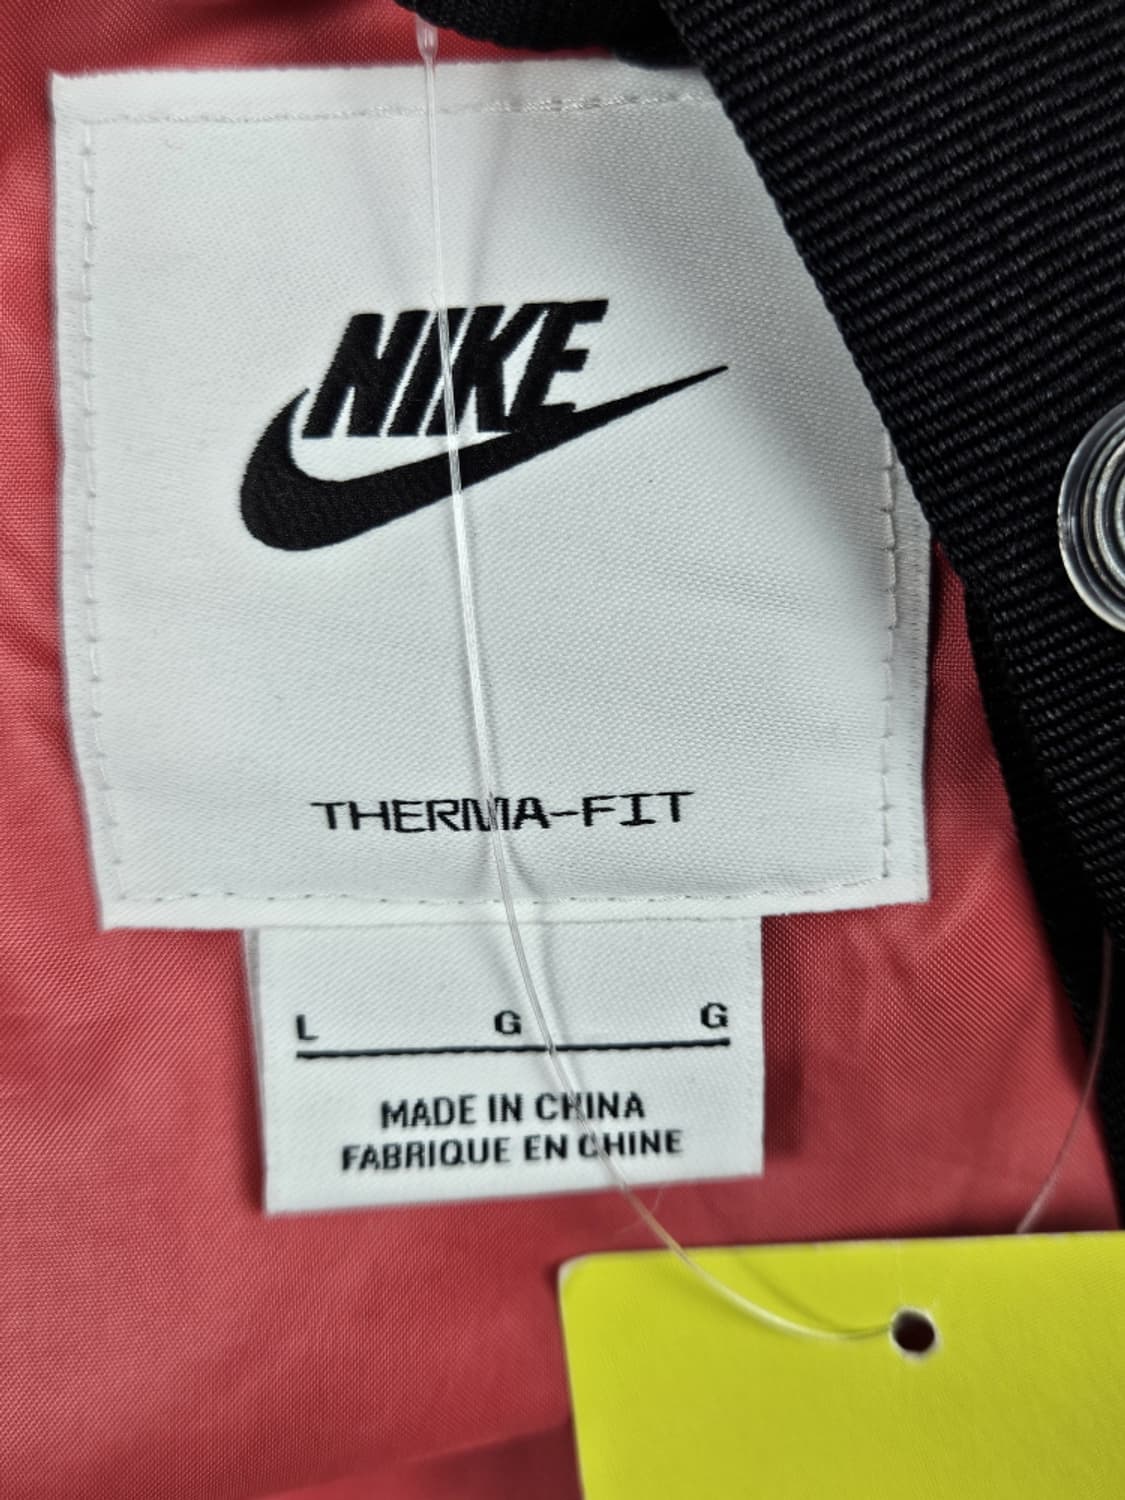 NIKE
THERMA-FIT
L G G
MADE IN CHINA
FABRIQUE EN CHINE